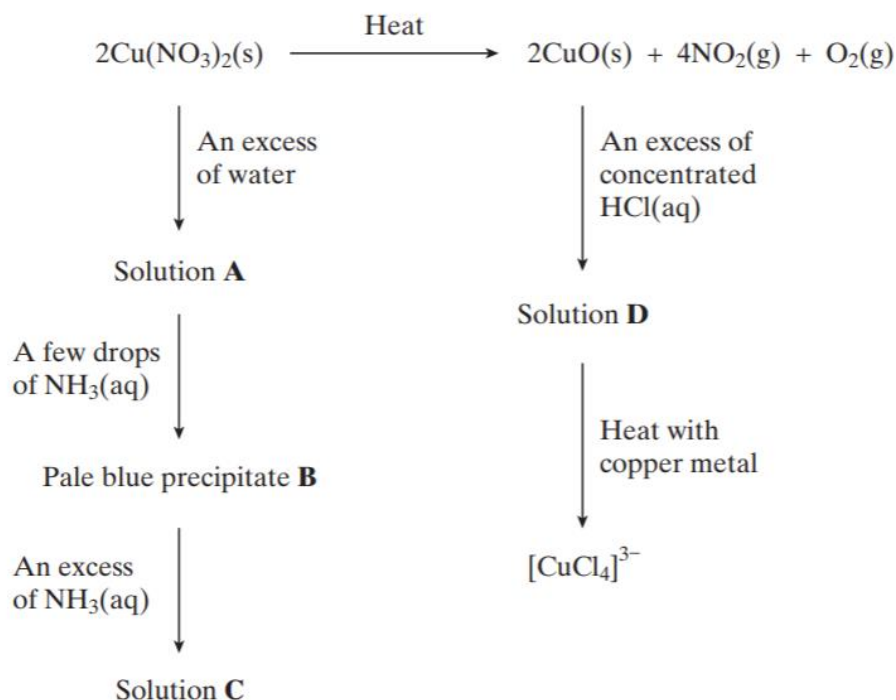 Heat
2Cu(NO₃)₂(s) 2CuO(s) + 4NO₂(g) + O₂(g)
An excess
of water
An excess of
concentrated
HCl(aq)
Solution A
Solution D
A few drops
of NH₃(aq)
Heat with
copper metal
Pale blue precipitate B
[CuCl₄]³⁻
An excess
of NH₃(aq)
Solution C